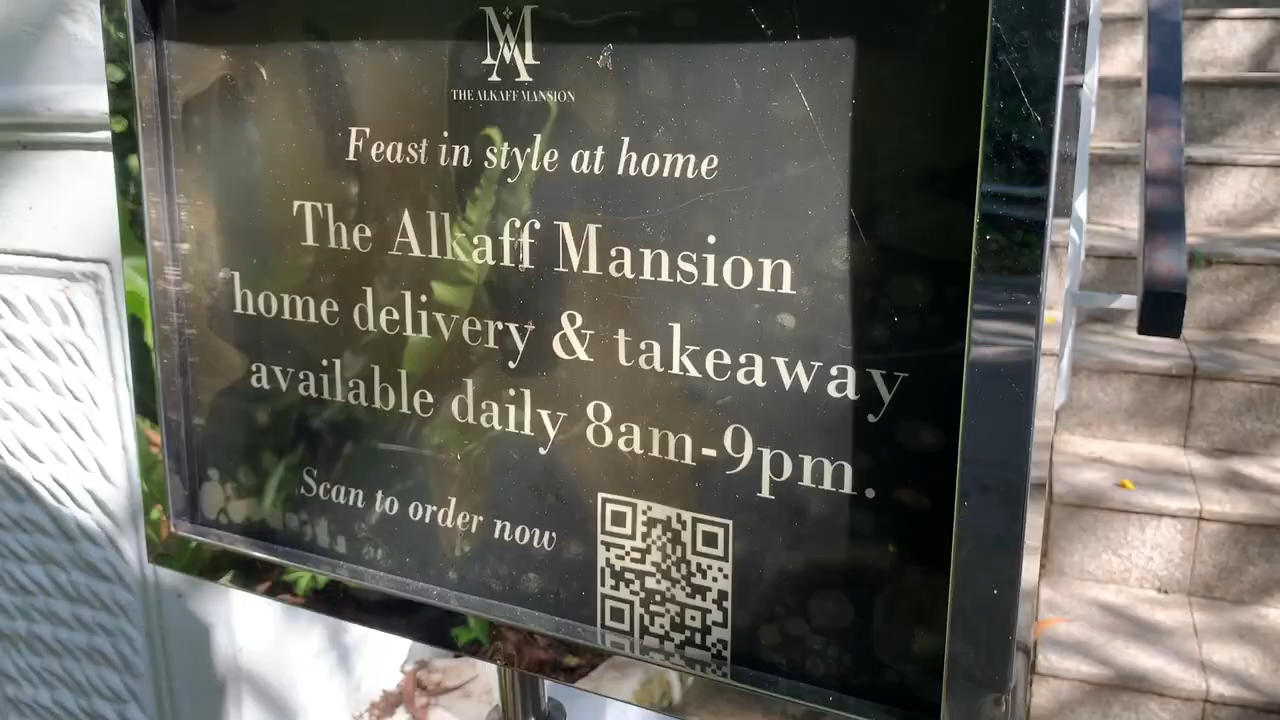 MA
THE ALKAFF MANSION
Feast in style at home
The Alkaff Mansion
home delivery & takeaway
available daily 8am-9pm.
Scan to order now